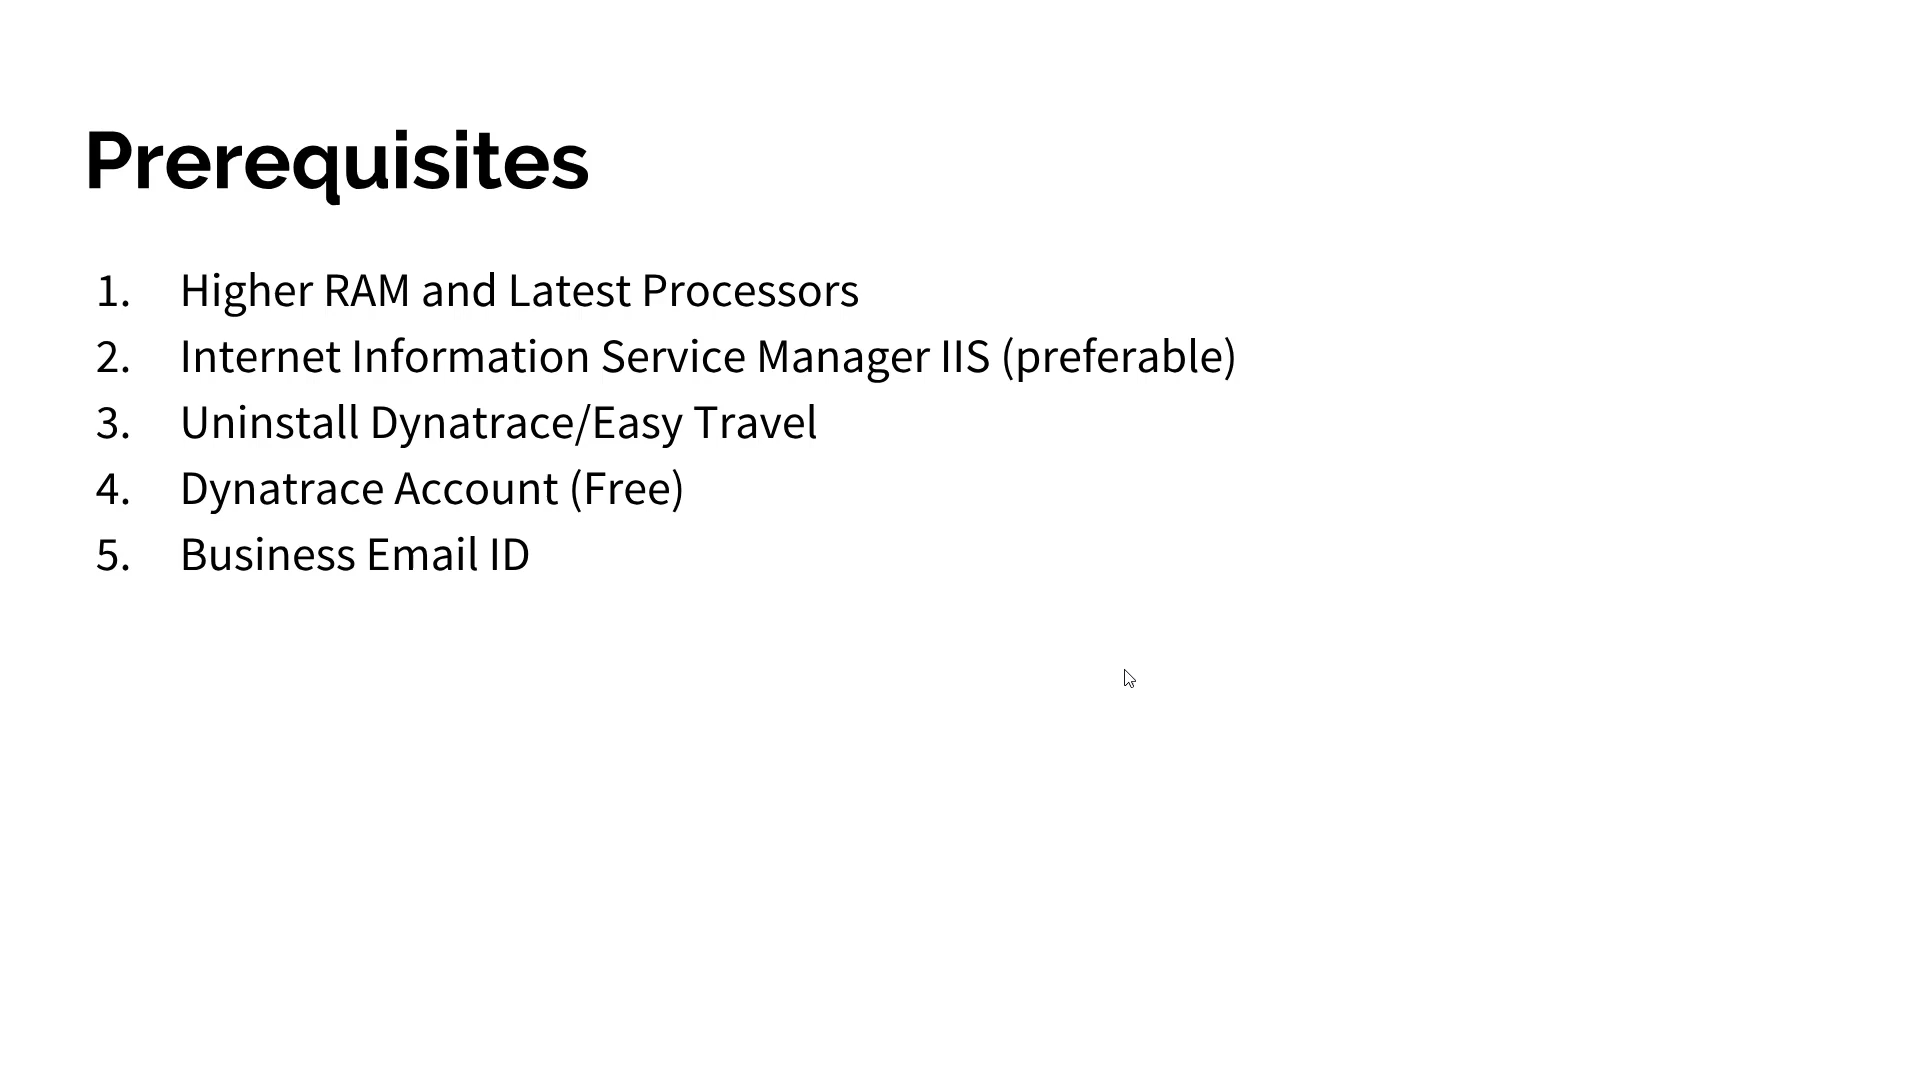 Prerequisites
1. Higher RAM and Latest Processors
2. Internet Information Service Manager IIS (preferable)
3. Uninstall Dynatrace/Easy Travel
4. Dynatrace Account (Free)
5. Business Email ID